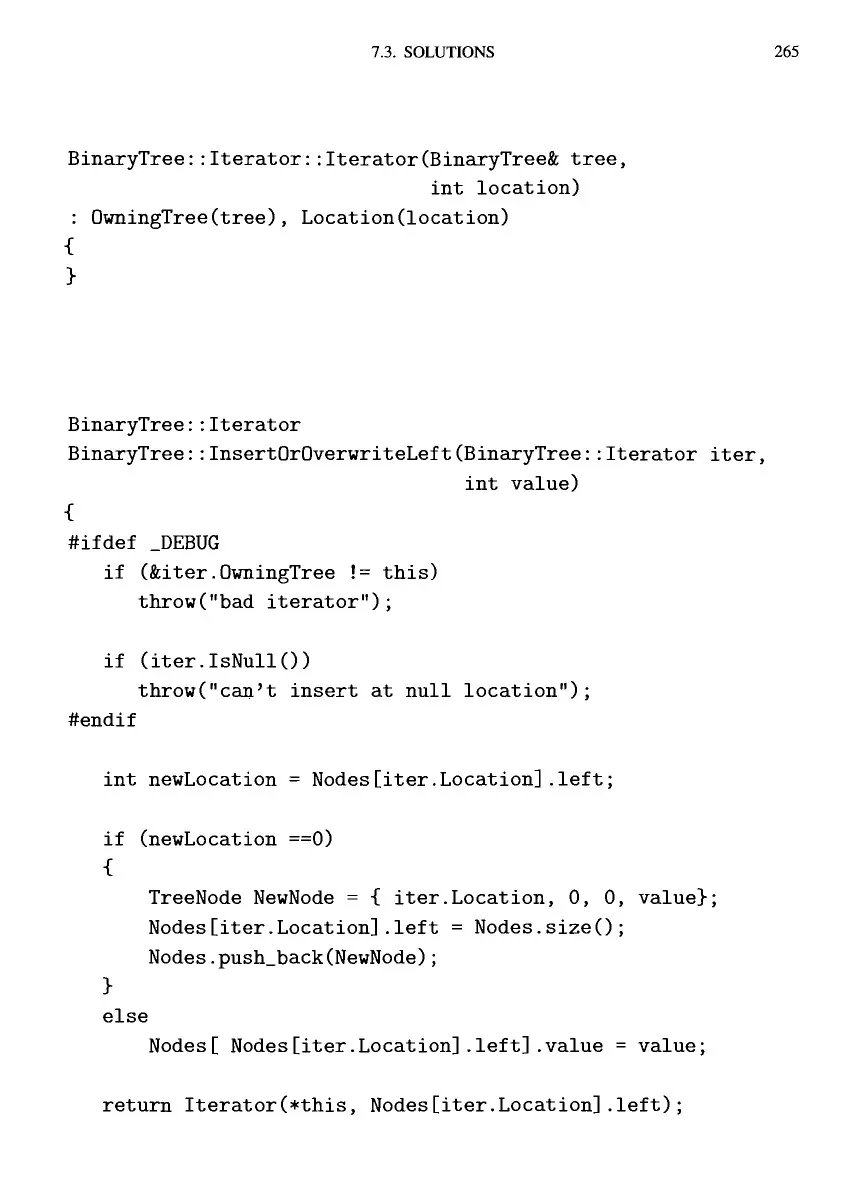 7.3. SOLUTIONS 265
BinaryTree::Iterator::Iterator(BinaryTree& tree,
int location)
: OwningTree(tree), Location(location)
{
}
BinaryTree::Iterator
BinaryTree::InsertOrOverwriteLeft(BinaryTree::Iterator iter,
int value)
{
#ifdef _DEBUG
if (&iter.OwningTree != this)
throw("bad iterator");
if (iter.IsNull())
throw("can't insert at null location");
#endif
int newLocation = Nodes[iter.Location].left;
if (newLocation ==0)
{
TreeNode NewNode = { iter.Location, 0, 0, value};
Nodes[iter.Location].left = Nodes.size();
Nodes.push_back(NewNode);
}
else
Nodes[ Nodes[iter.Location].left].value = value;
return Iterator(*this, Nodes[iter.Location].left);